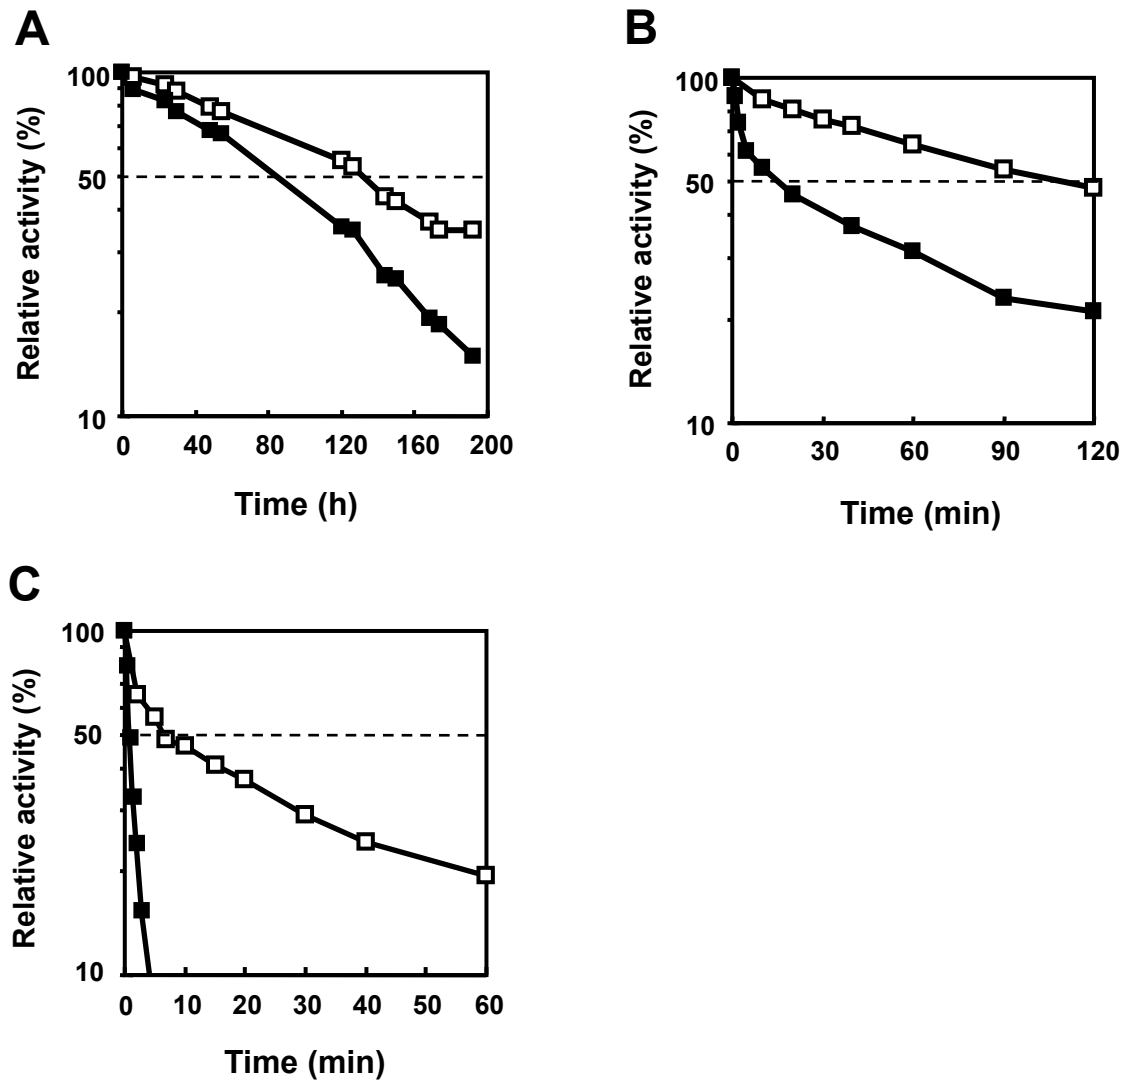 A
Relative activity (%)
100
50
10
0 40 80 120 160 200
Time (h)
B
Relative activity (%)
100
50
10
0 30 60 90 120
Time (min)
C
Relative activity (%)
100
50
10
0 10 20 30 40 50 60
Time (min)